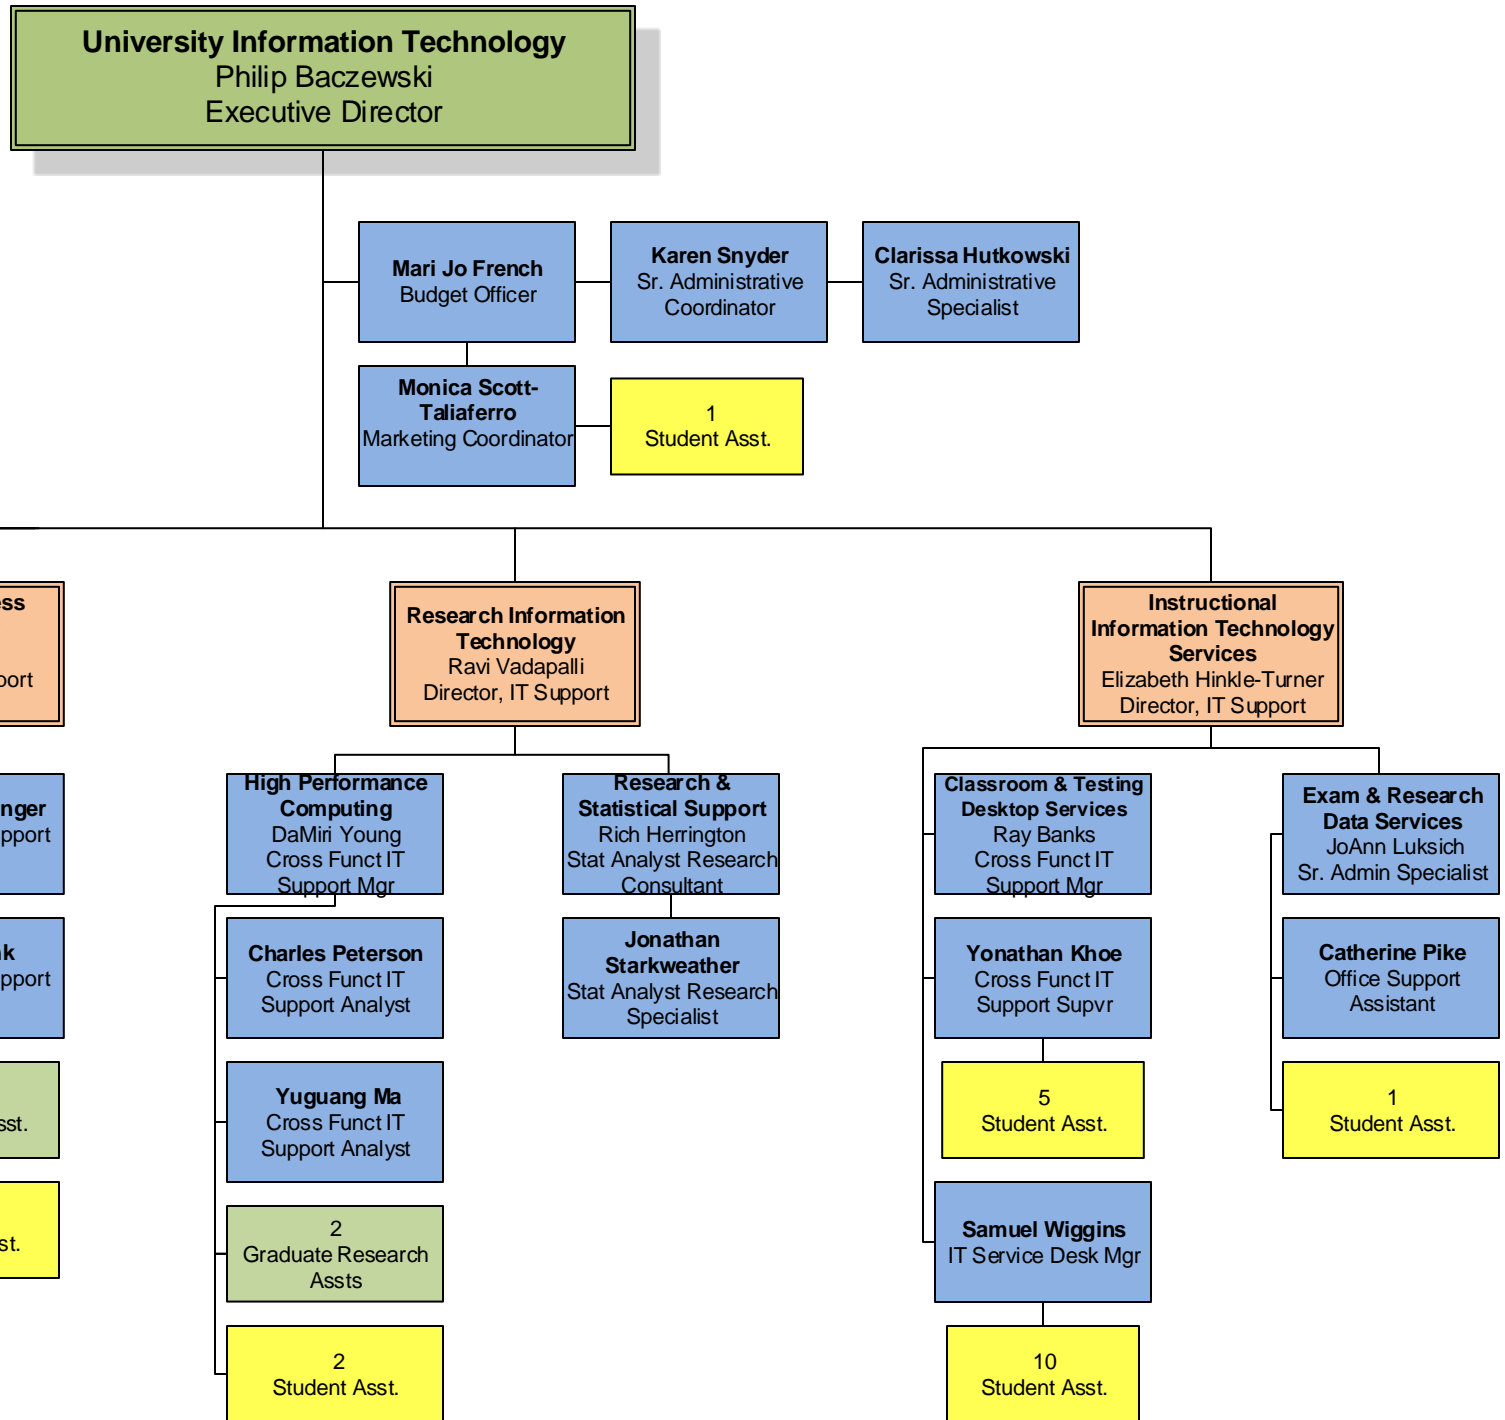 University Information Technology
Philip Baczewski
Executive Director
Mari Jo French
Budget Officer
Karen Snyder
Sr. Administrative
Coordinator
Clarissa Hutkowski
Sr. Administrative
Specialist
Monica Scott-
Taliaferro
Marketing Coordinator
1
Student Asst.
Research Information
Technology
Ravi Vadapalli
Director, IT Support
Instructional
Information Technology
Services
Elizabeth Hinkle-Turner
Director, IT Support
High Performance
Computing
DaMiri Young
Cross Funct IT
Support Mgr
Charles Peterson
Cross Funct IT
Support Analyst
Yuguang Ma
Cross Funct IT
Support Analyst
2
Graduate Research
Assts
2
Student Asst.
Research &
Statistical Support
Rich Herrington
Stat Analyst Research
Consultant
Jonathan
Starkweather
Stat Analyst Research
Specialist
Classroom & Testing
Desktop Services
Ray Banks
Cross Funct IT
Support Mgr
Yonathan Khoe
Cross Funct IT
Support Supvr
5
Student Asst.
Samuel Wiggins
IT Service Desk Mgr
10
Student Asst.
Exam & Research
Data Services
JoAnn Luksich
Sr. Admin Specialist
Catherine Pike
Office Support
Assistant
1
Student Asst.